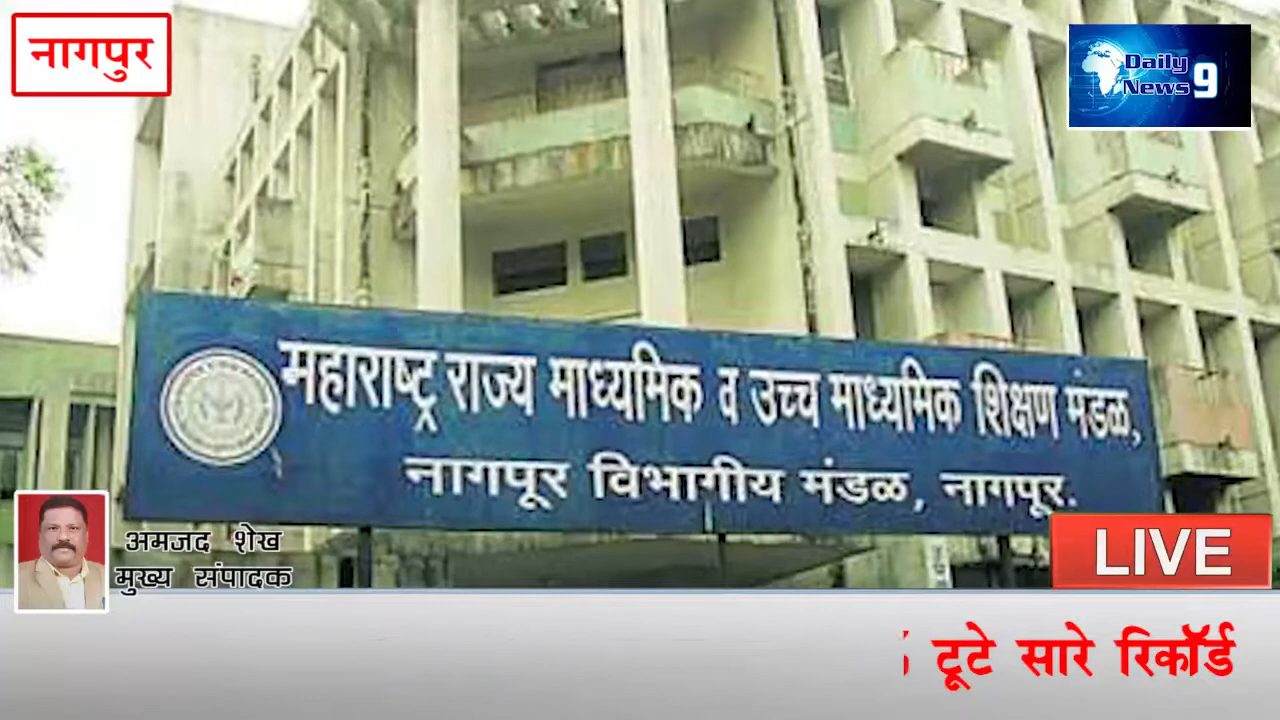 नागपुर
Daily
News 9
महाराष्ट्र राज्य माध्यमिक व उच्च माध्यमिक शिक्षण मंडळ,
नागपूर विभागीय मंडळ, नागपूर.
अमजद शेख
मुख्य संपादक
LIVE
टूटे सारे रिकॉर्ड